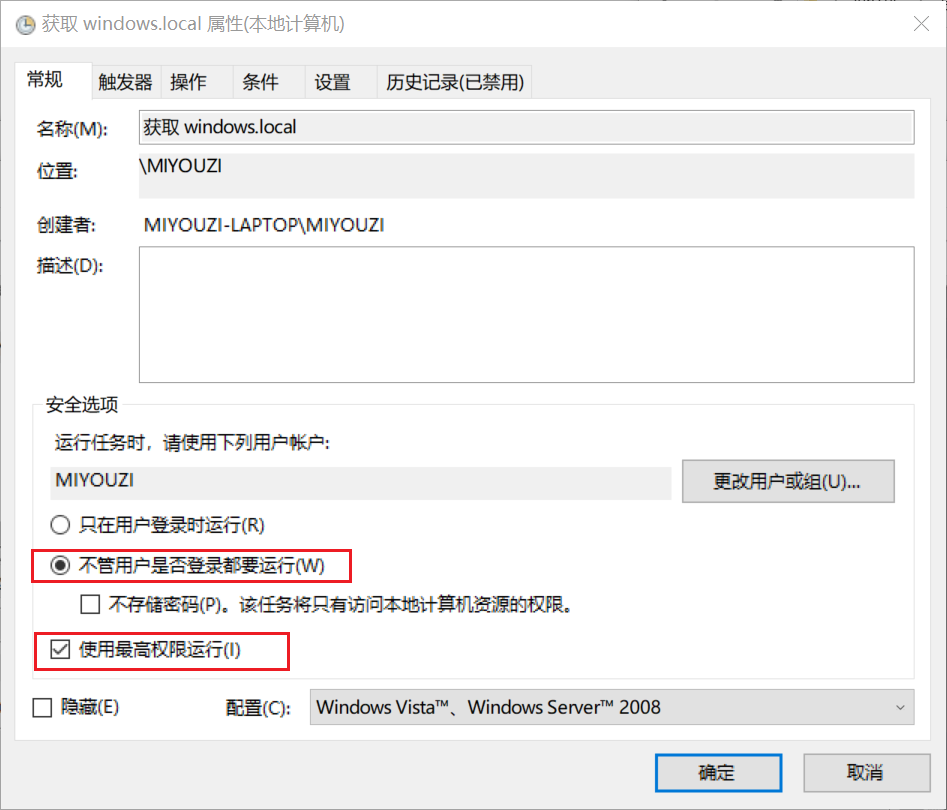 获取 windows.local 属性(本地计算机)
常规 触发器 操作 条件 设置 历史记录(已禁用)
名称(M): 获取 windows.local
位置: \MIYOUZI
创建者: MIYOUZI-LAPTOP\MIYOUZI
描述(D):
安全选项
运行任务时，请使用下列用户帐户:
MIYOUZI 更改用户或组(U)...
只在用户登录时运行(R)
不管用户是否登录都要运行(W)
不存储密码(P)。该任务将只有访问本地计算机资源的权限。
使用最高权限运行(I)
隐藏(E) 配置(C): Windows Vista™、Windows Server™ 2008
确定 取消